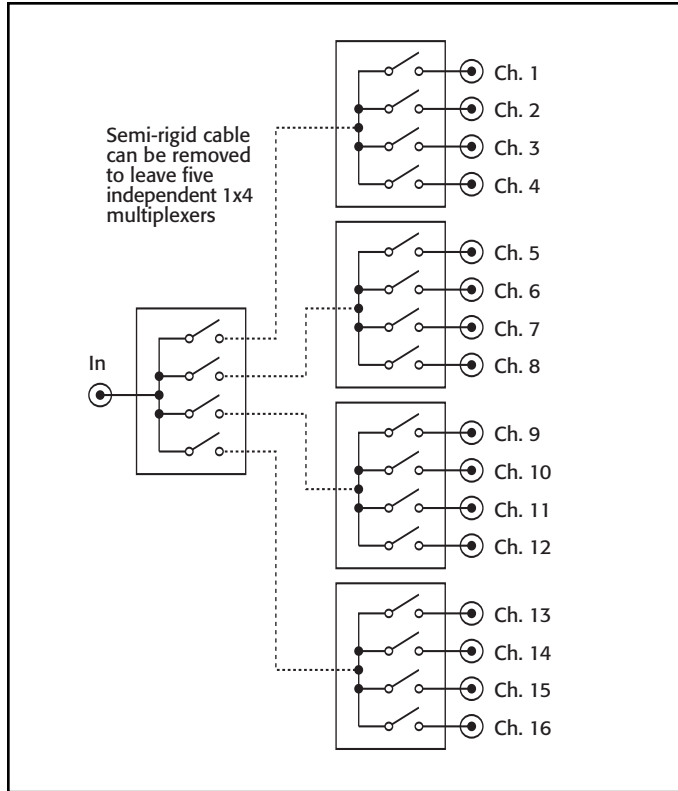 Semi-rigid cable
can be removed
to leave five
independent 1x4
multiplexers
In
Ch. 1
Ch. 2
Ch. 3
Ch. 4
Ch. 5
Ch. 6
Ch. 7
Ch. 8
Ch. 9
Ch. 10
Ch. 11
Ch. 12
Ch. 13
Ch. 14
Ch. 15
Ch. 16